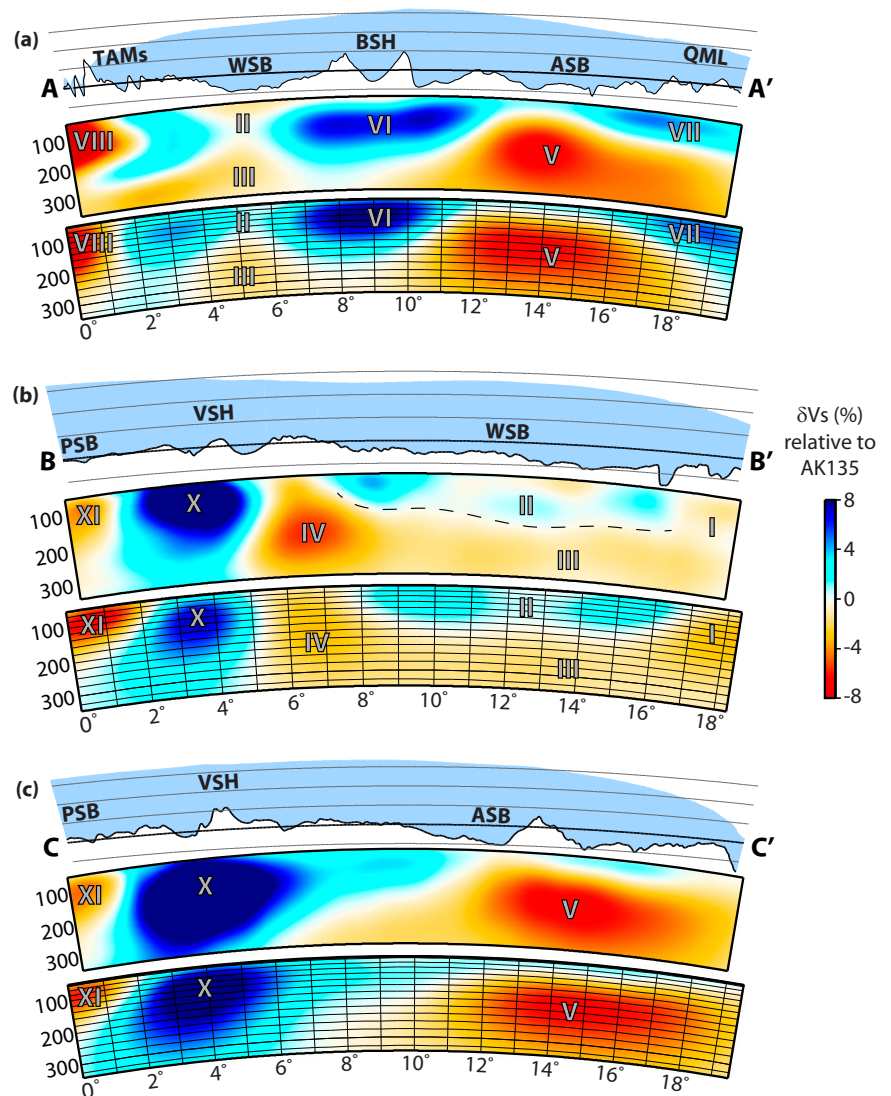 (a)
TAMs WSB BSH ASB QML
A A′
VIII II VI VII
100
200 III V
300
VIII II VI VII
100
200 III V
300
0° 2° 4° 6° 8° 10° 12° 14° 16° 18°
(b)
PSB VSH WSB
B B′
XI X II I
100
200 IV III
300
XI X II I
100
200 IV III
300
0° 2° 4° 6° 8° 10° 12° 14° 16° 18°
δVs (%)
relative to
AK135
8
4
0
-4
-8
(c)
PSB VSH ASB
C C′
XI X V
100
200
300
XI X V
100
200
300
0° 2° 4° 6° 8° 10° 12° 14° 16° 18°